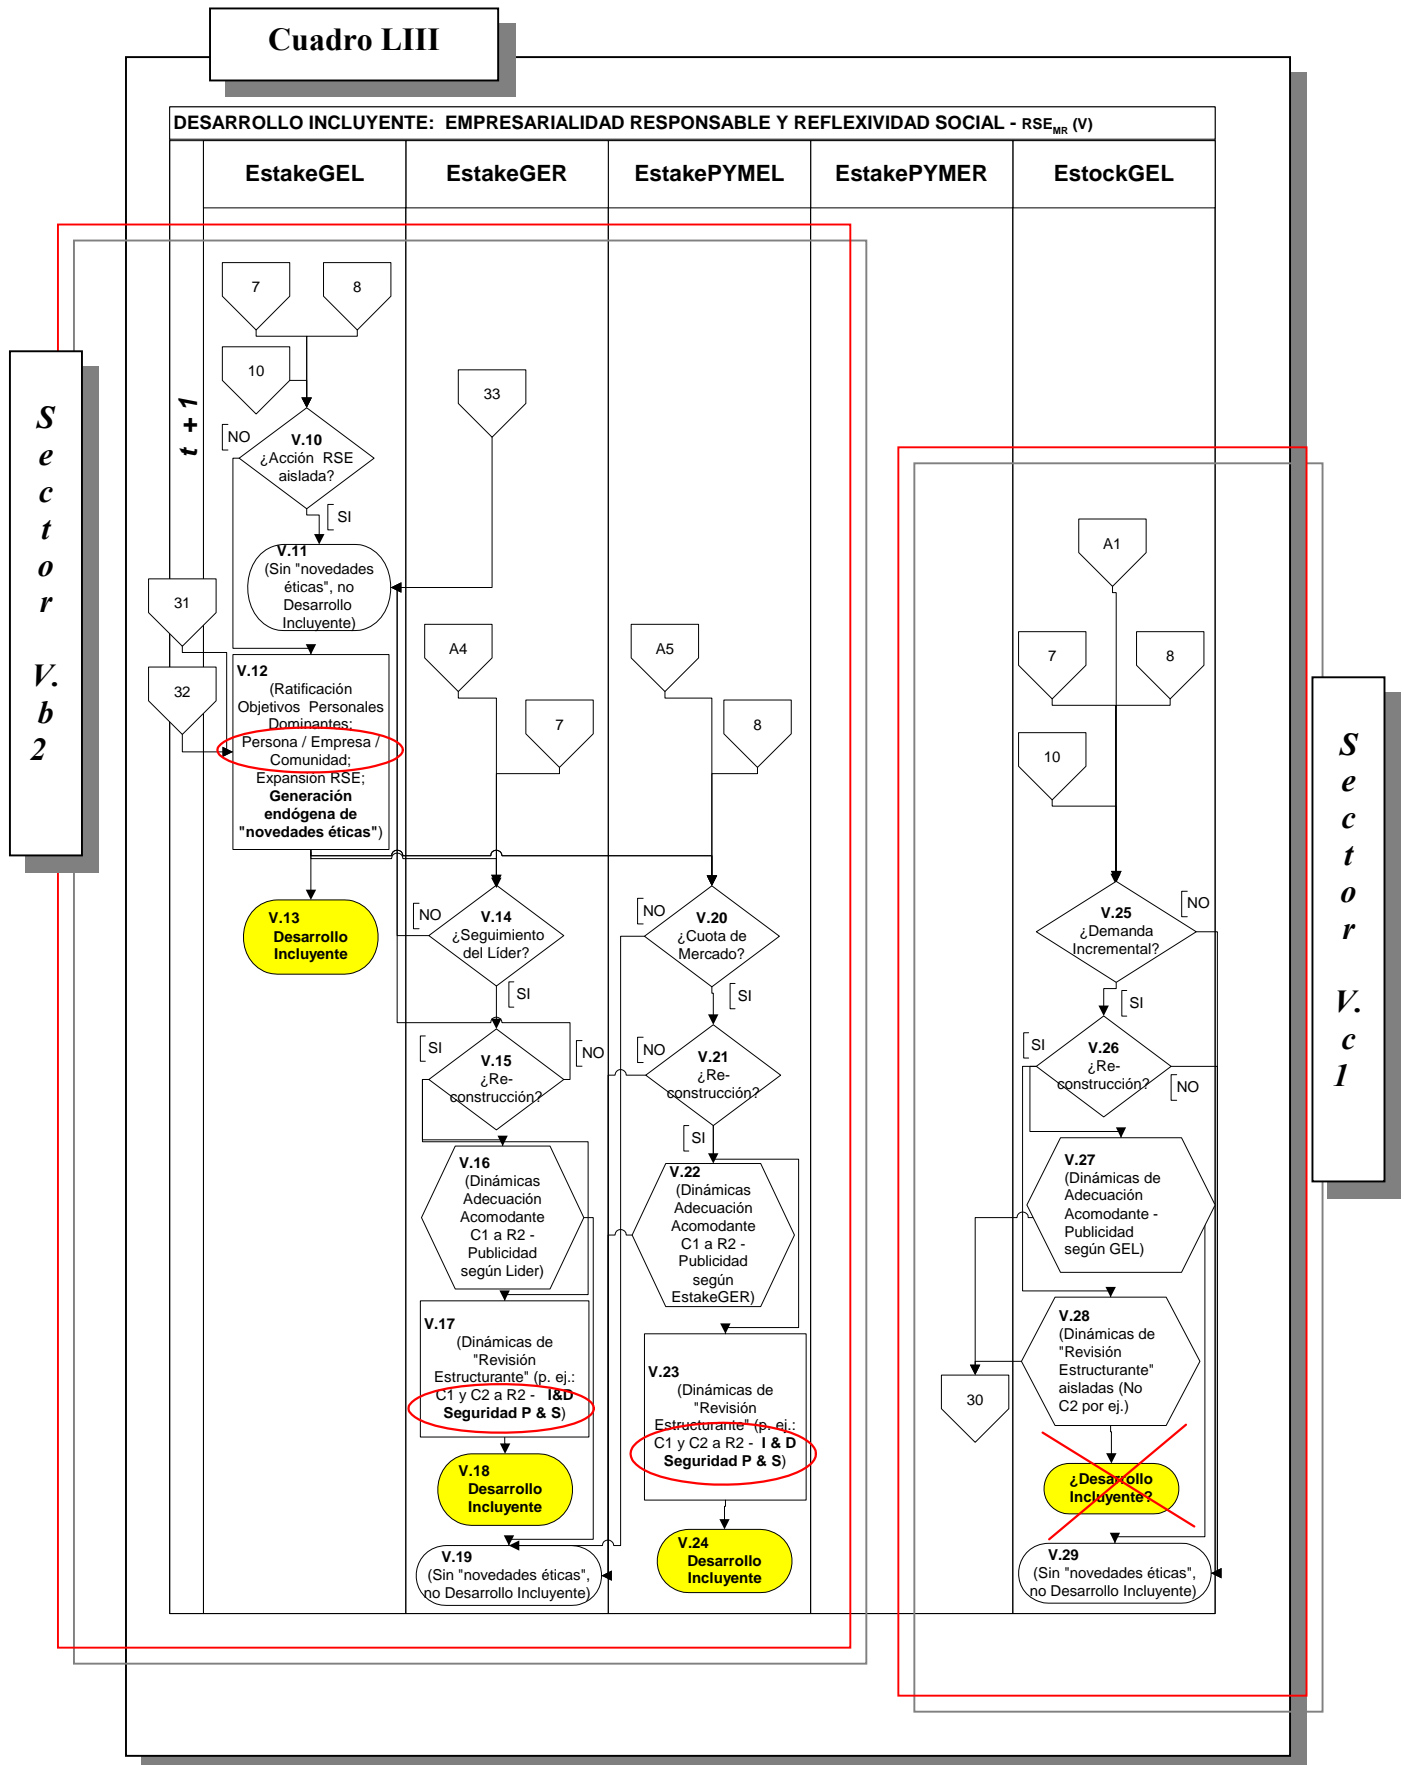 Cuadro LIII
DESARROLLO INCLUYENTE: EMPRESARIALIDAD RESPONSABLE Y REFLEXIVIDAD SOCIAL - RSE_MR (V)
EstakeGEL
EstakeGER
EstakePYMEL
EstakePYMER
EstockGEL
Sector V.b2
t + 1
7
8
10
NO
V.10
¿Acción RSE
aislada?
SI
V.11
(Sin "novedades
éticas", no
Desarrollo
Incluyente)
31
32
V.12
(Ratificación
Objetivos Personales
Dominantes;
Persona / Empresa /
Comunidad;
Expansión RSE;
Generación
endógena de
"novedades éticas")
V.13
Desarrollo
Incluyente
33
A4
7
NO
V.14
¿Seguimiento
del Líder?
SI
SI
V.15
¿Re-
construcción?
NO
V.16
(Dinámicas
Adecuación
Acomodante
C1 a R2 -
Publicidad
según Lider)
V.17
(Dinámicas de
"Revisión
Estructurante" (p. ej.:
C1 y C2 a R2 - I&D
Seguridad P & S)
V.18
Desarrollo
Incluyente
V.19
(Sin "novedades éticas",
no Desarrollo Incluyente)
A5
8
NO
V.20
¿Cuota de
Mercado?
SI
NO
V.21
¿Re-
construcción?
SI
V.22
(Dinámicas
Adecuación
Acomodante
C1 a R2 -
Publicidad
según
EstakeGER)
V.23
(Dinámicas de
"Revisión
Estructurante" (p. ej.:
C1 y C2 a R2 - I & D
Seguridad P & S)
V.24
Desarrollo
Incluyente
A1
7
8
10
V.25
¿Demanda
Incremental?
NO
SI
SI
V.26
¿Re-
construcción?
NO
V.27
(Dinámicas de
Adecuación
Acomodante -
Publicidad
según GEL)
V.28
(Dinámicas de
"Revisión
Estructurante"
aisladas (No
C2 por ej.)
30
¿Desarrollo
Incluyente?
V.29
(Sin "novedades éticas",
no Desarrollo Incluyente)
Sector V.c1